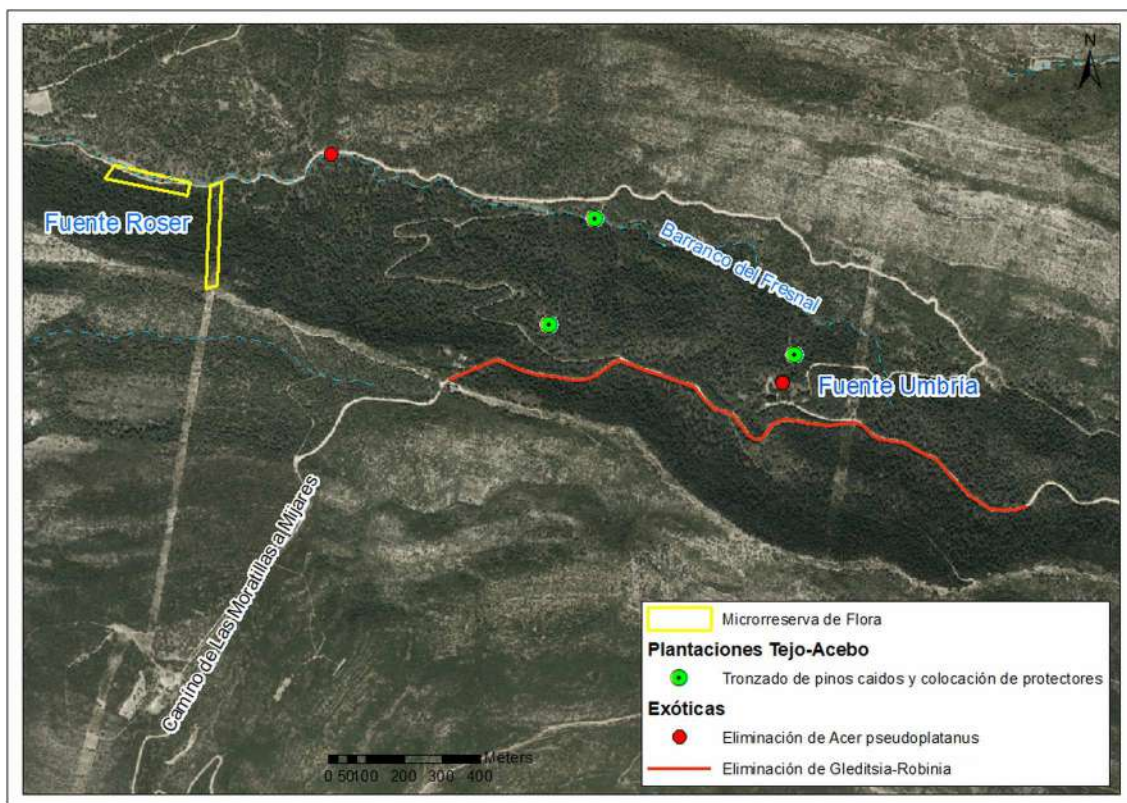 N
Fuente Roser
Barranco del Fresnal
Fuente Umbría
Camino de Las Moratillas a Mijares
Microrreserva de Flora
Plantaciones Tejo-Acebo
Tronzado de pinos caidos y colocación de protectores
Exóticas
Eliminación de Acer pseudoplatanus
Eliminación de Gleditsia-Robinia
Meters
0 50100 200 300 400